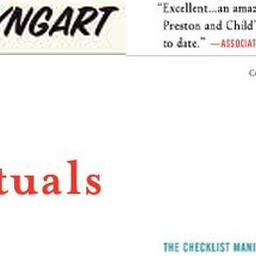 YNGART
"Excellent...an amaz
Preston and Child'
to date." —ASSOCIAT
tuals
THE CHECKLIST MANI